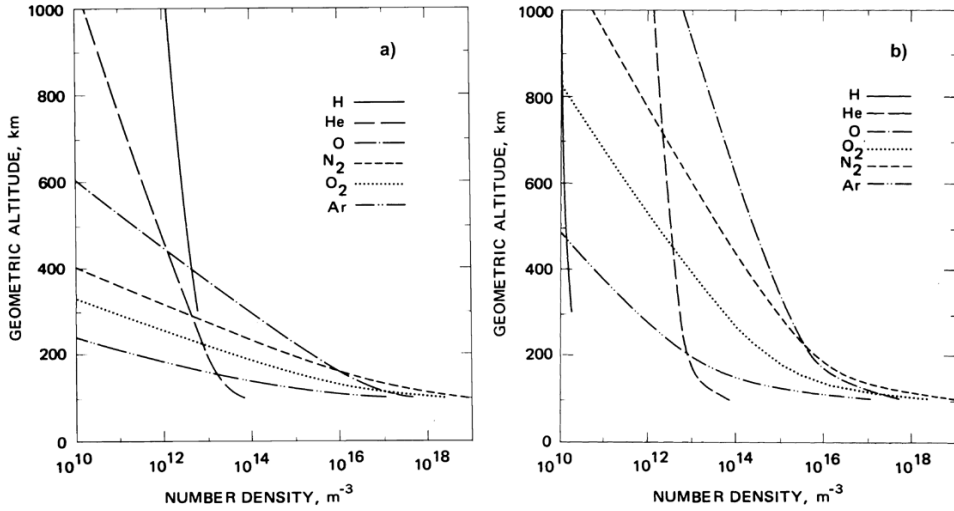 a)
1000
800
600
400
200
0
GEOMETRIC ALTITUDE, km
H
He
O
N2
O2
Ar
10^10
10^12
10^14
10^16
10^18
NUMBER DENSITY, m^-3
b)
1000
800
600
400
200
0
GEOMETRIC ALTITUDE, km
H
He
O
O2
N2
Ar
10^10
10^12
10^14
10^16
10^18
NUMBER DENSITY, m^-3